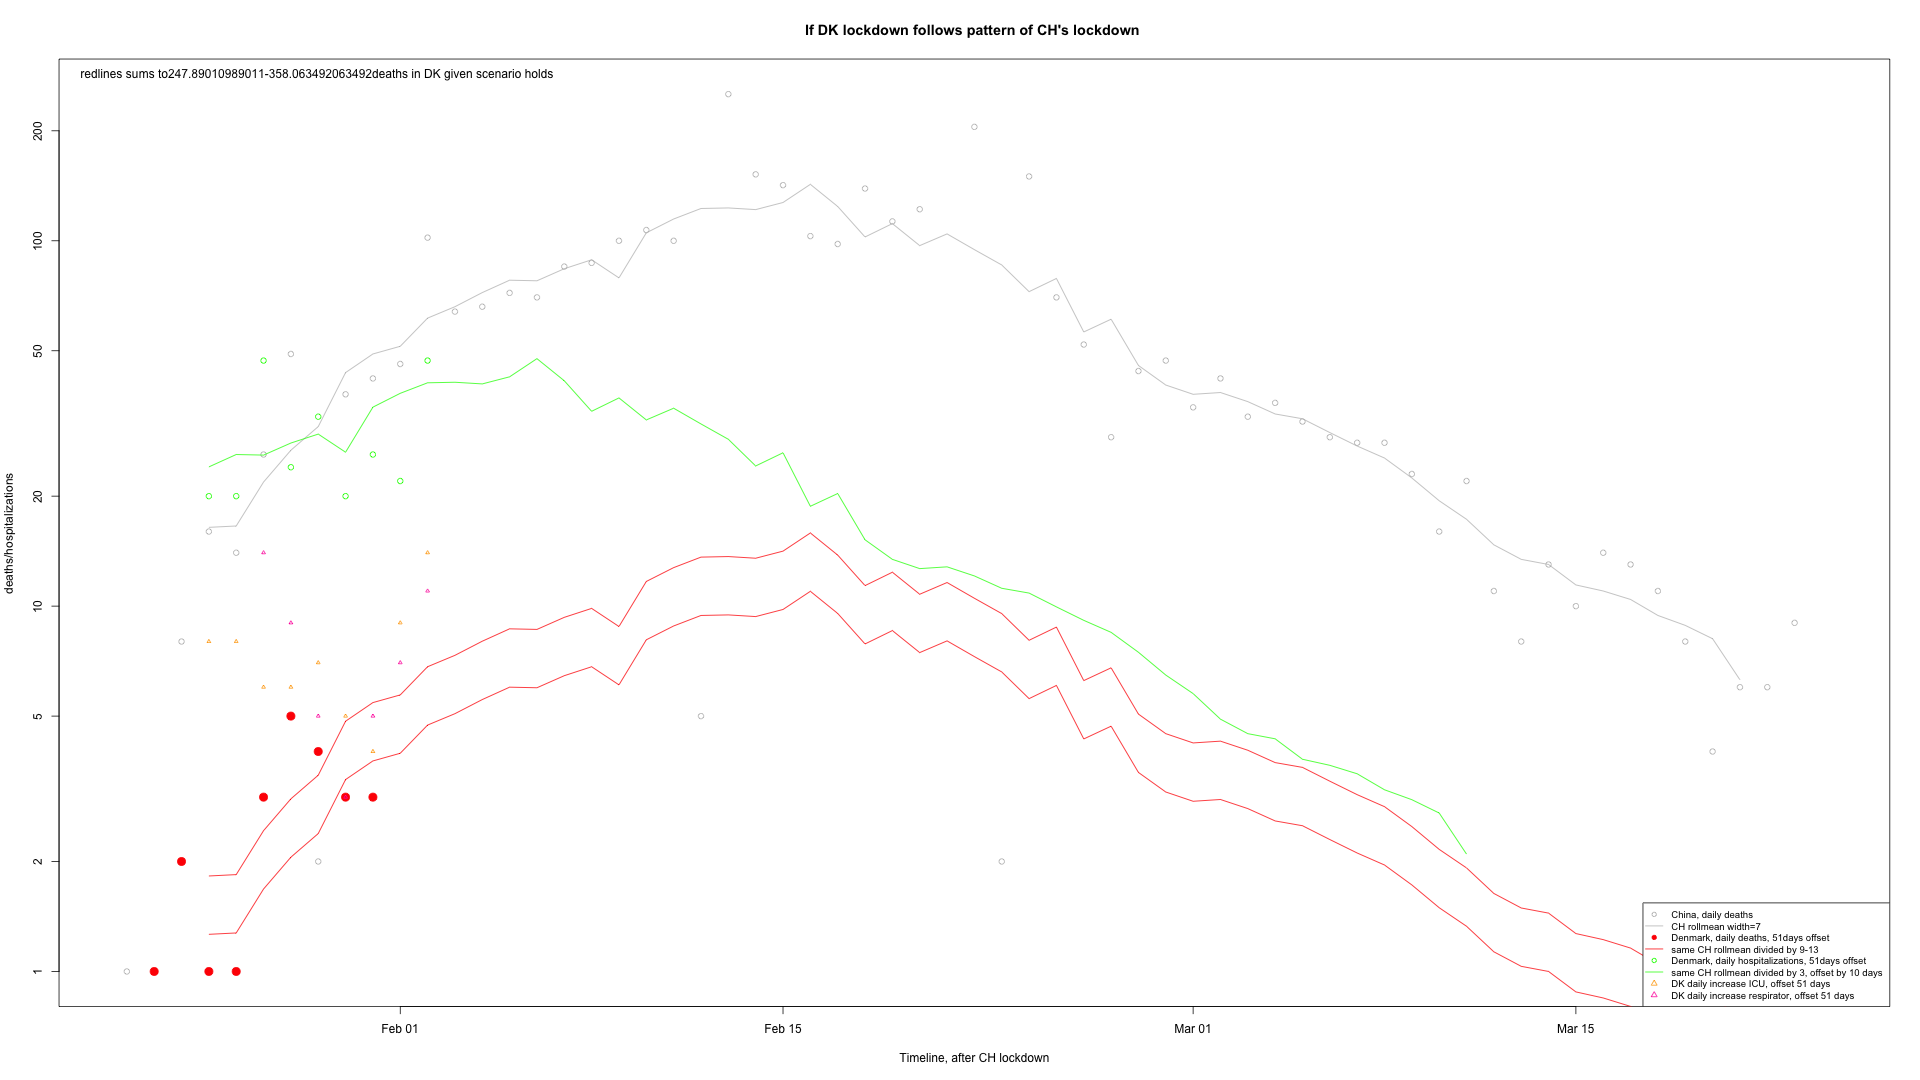 If DK lockdown follows pattern of CH's lockdown
redlines sums to247.89010989011-358.063492063492deaths in DK given scenario holds
deaths/hospitalizations
200
100
50
20
10
5
2
1
Feb 01
Feb 15
Mar 01
Mar 15
Timeline, after CH lockdown
China, daily deaths
CH rollmean width=7
Denmark, daily deaths, 51days offset
same CH rollmean divided by 9-13
Denmark, daily hospitalizations, 51days offset
same CH rollmean divided by 3, offset by 10 days
DK daily increase ICU, offset 51 days
DK daily increase respirator, offset 51 days